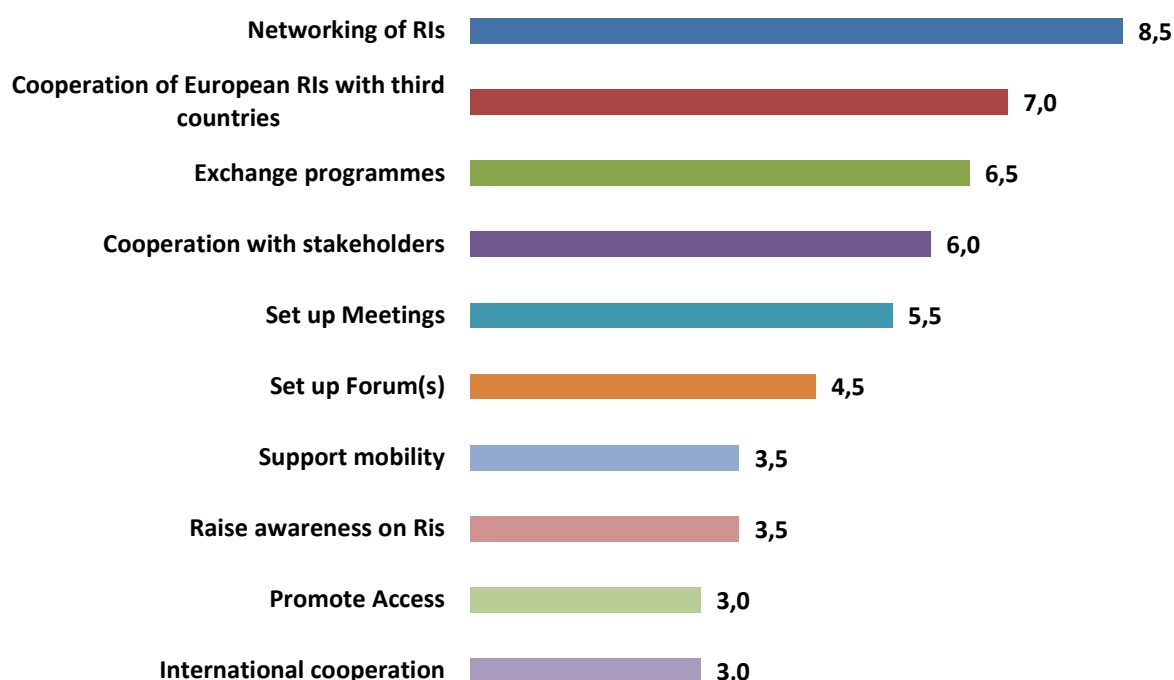 Networking of RIs 8,5
Cooperation of European RIs with third
countries 7,0
Exchange programmes 6,5
Cooperation with stakeholders 6,0
Set up Meetings 5,5
Set up Forum(s) 4,5
Support mobility 3,5
Raise awareness on Ris 3,5
Promote Access 3,0
International cooperation 3,0